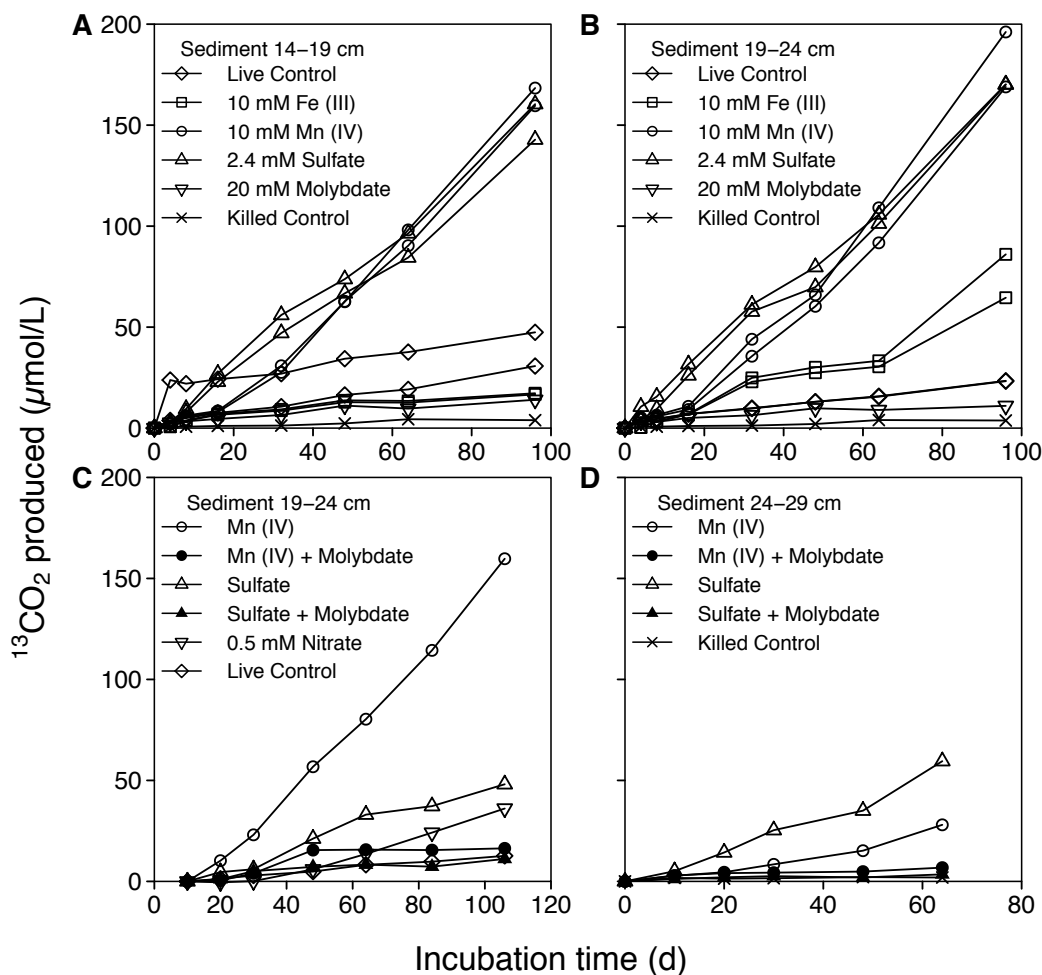 A
Sediment 14–19 cm
Live Control
10 mM Fe (III)
10 mM Mn (IV)
2.4 mM Sulfate
20 mM Molybdate
Killed Control
200
150
100
50
0
0 20 40 60 80 100
B
Sediment 19–24 cm
Live Control
10 mM Fe (III)
10 mM Mn (IV)
2.4 mM Sulfate
20 mM Molybdate
Killed Control
0 20 40 60 80 100
C
Sediment 19–24 cm
Mn (IV)
Mn (IV) + Molybdate
Sulfate
Sulfate + Molybdate
0.5 mM Nitrate
Live Control
200
150
100
50
0
0 20 40 60 80 100 120
D
Sediment 24–29 cm
Mn (IV)
Mn (IV) + Molybdate
Sulfate
Sulfate + Molybdate
Killed Control
0 20 40 60 80
¹³CO₂ produced (µmol/L)
Incubation time (d)